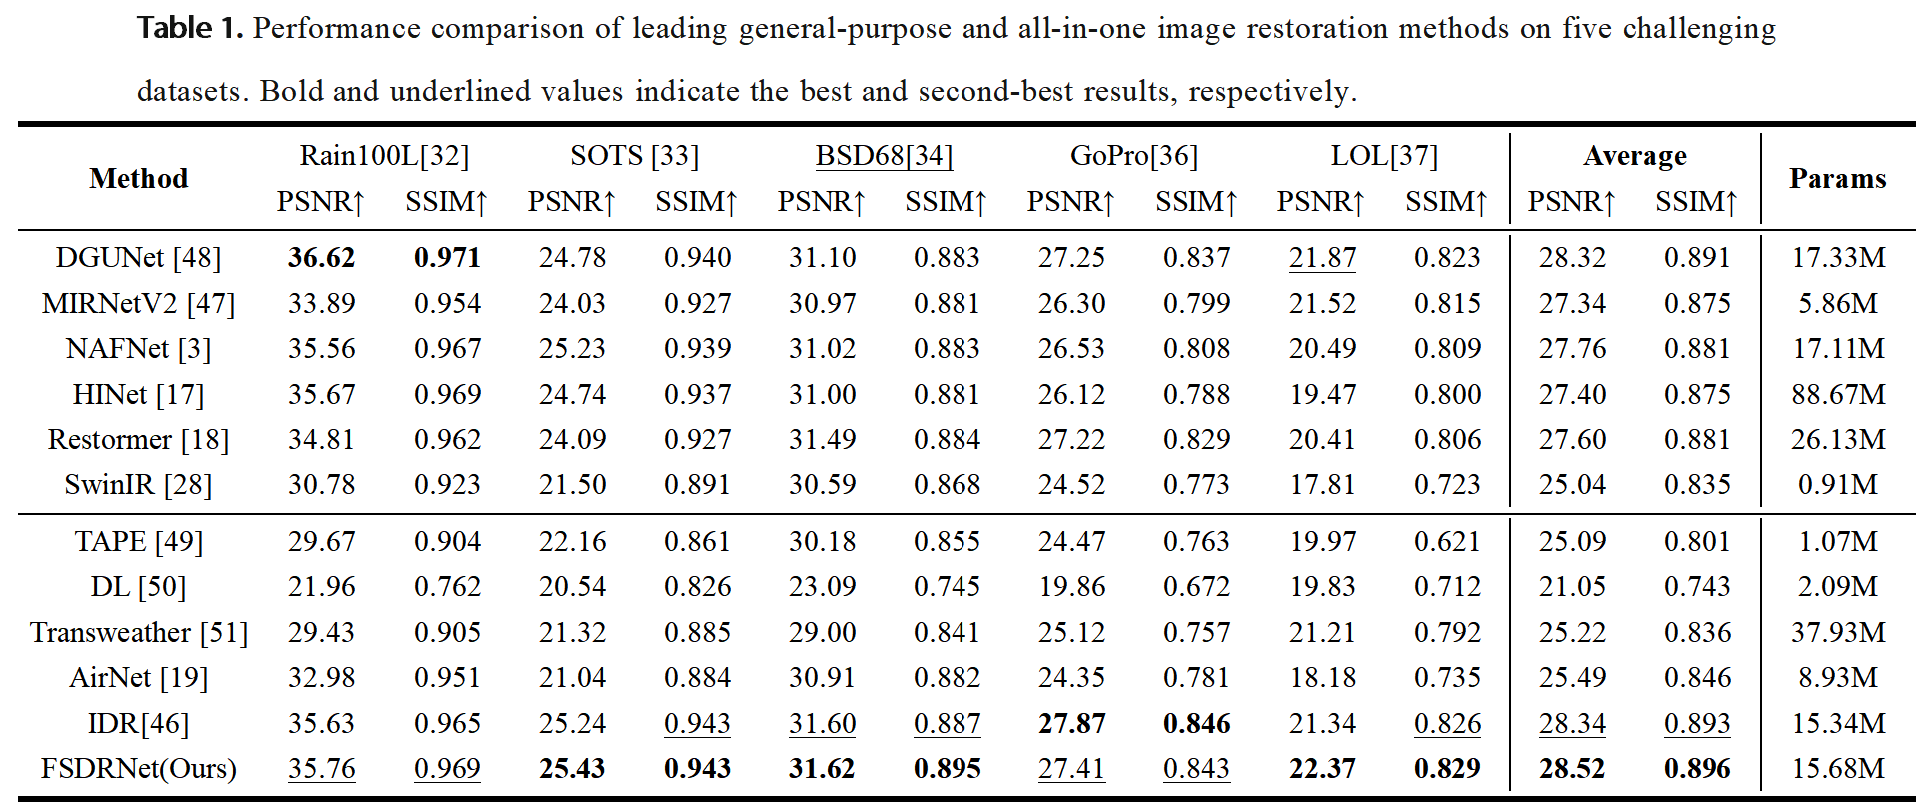 Table 1. Performance comparison of leading general-purpose and all-in-one image restoration methods on five challenging
datasets. Bold and underlined values indicate the best and second-best results, respectively.
Method Rain100L[32] SOTS [33] BSD68[34] GoPro[36] LOL[37] Average Params
PSNR↑ SSIM↑ PSNR↑ SSIM↑ PSNR↑ SSIM↑ PSNR↑ SSIM↑ PSNR↑ SSIM↑ PSNR↑ SSIM↑
DGUNet [48] 36.62 0.971 24.78 0.940 31.10 0.883 27.25 0.837 21.87 0.823 28.32 0.891 17.33M
MIRNetV2 [47] 33.89 0.954 24.03 0.927 30.97 0.881 26.30 0.799 21.52 0.815 27.34 0.875 5.86M
NAFNet [3] 35.56 0.967 25.23 0.939 31.02 0.883 26.53 0.808 20.49 0.809 27.76 0.881 17.11M
HINet [17] 35.67 0.969 24.74 0.937 31.00 0.881 26.12 0.788 19.47 0.800 27.40 0.875 88.67M
Restormer [18] 34.81 0.962 24.09 0.927 31.49 0.884 27.22 0.829 20.41 0.806 27.60 0.881 26.13M
SwinIR [28] 30.78 0.923 21.50 0.891 30.59 0.868 24.52 0.773 17.81 0.723 25.04 0.835 0.91M
TAPE [49] 29.67 0.904 22.16 0.861 30.18 0.855 24.47 0.763 19.97 0.621 25.09 0.801 1.07M
DL [50] 21.96 0.762 20.54 0.826 23.09 0.745 19.86 0.672 19.83 0.712 21.05 0.743 2.09M
Transweather [51] 29.43 0.905 21.32 0.885 29.00 0.841 25.12 0.757 21.21 0.792 25.22 0.836 37.93M
AirNet [19] 32.98 0.951 21.04 0.884 30.91 0.882 24.35 0.781 18.18 0.735 25.49 0.846 8.93M
IDR[46] 35.63 0.965 25.24 0.943 31.60 0.887 27.87 0.846 21.34 0.826 28.34 0.893 15.34M
FSDRNet(Ours) 35.76 0.969 25.43 0.943 31.62 0.895 27.41 0.843 22.37 0.829 28.52 0.896 15.68M